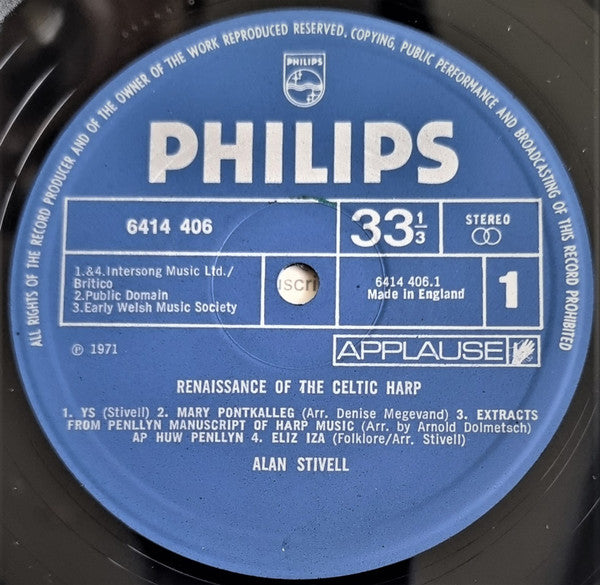 ALL RIGHTS OF THE RECORD PRODUCER AND OF THE OWNER OF THE WORK REPRODUCED RESERVED. COPYING, PUBLIC PERFORMANCE AND BROADCASTING OF THIS RECORD PROHIBITED
PHILIPS
PHILIPS
6414 406
33 1/3
STEREO
1.&4.Intersong Music Ltd./
Britico
2.Public Domain
3.Early Welsh Music Society
iscri
6414 406.1
Made in England
1
℗ 1971
APPLAUSE
RENAISSANCE OF THE CELTIC HARP
1. YS (Stivell) 2. MARY PONTKALLEG (Arr. Denise Megevand) 3. EXTRACTS
FROM PENLLYN MANUSCRIPT OF HARP MUSIC (Arr. by Arnold Dolmetsch)
AP HUW PENLLYN 4. ELIZ IZA (Folklore/Arr. Stivell)
ALAN STIVELL